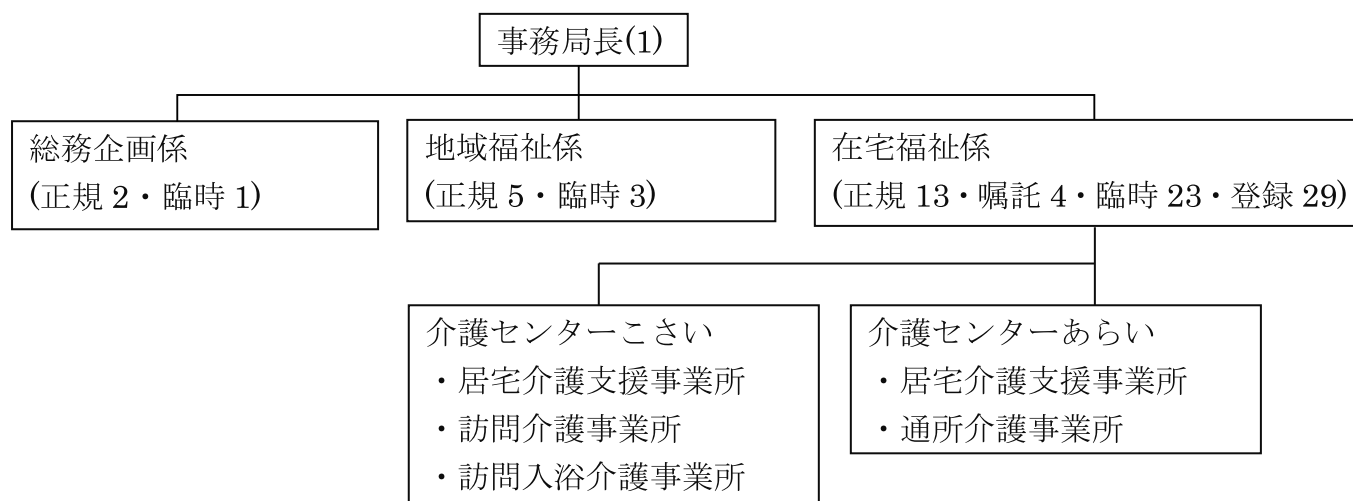 事務局長(1)
総務企画係
(正規 2・臨時 1)
地域福祉係
(正規 5・臨時 3)
在宅福祉係
(正規 13・嘱託 4・臨時 23・登録 29)
介護センターこさい
・居宅介護支援事業所
・訪問介護事業所
・訪問入浴介護事業所
介護センターあらい
・居宅介護支援事業所
・通所介護事業所